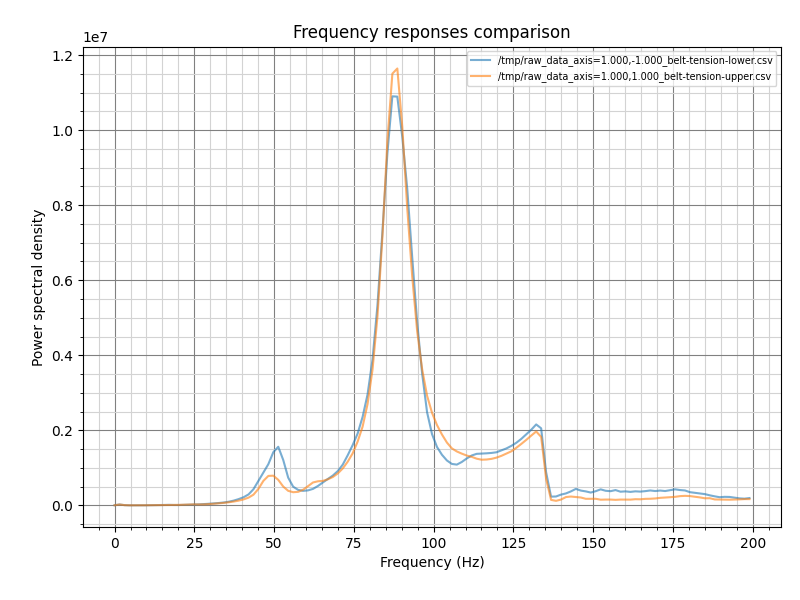 Frequency responses comparison
1e7
/tmp/raw_data_axis=1.000,-1.000_belt-tension-lower.csv
/tmp/raw_data_axis=1.000,1.000_belt-tension-upper.csv
1.2
1.0
0.8
0.6
0.4
0.2
0.0
Power spectral density
0 25 50 75 100 125 150 175 200
Frequency (Hz)